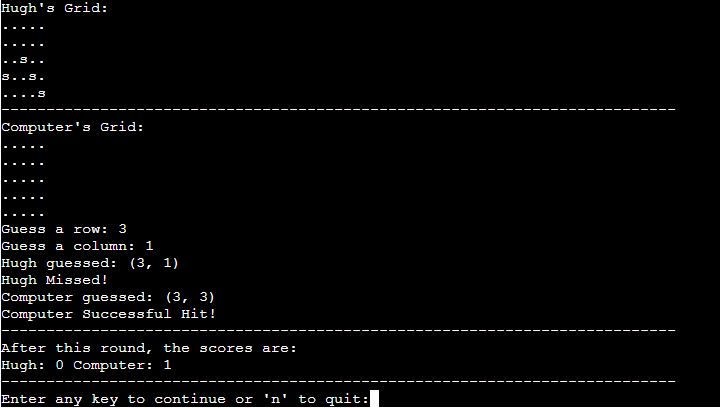 Hugh's Grid:
.....
.....
..s..
s..s.
....s
---------------------------------------------------------------------------
Computer's Grid:
.....
.....
.....
.....
.....
Guess a row: 3
Guess a column: 1
Hugh guessed: (3, 1)
Hugh Missed!
Computer guessed: (3, 3)
Computer Successful Hit!
---------------------------------------------------------------------------
After this round, the scores are:
Hugh: 0 Computer: 1
---------------------------------------------------------------------------
Enter any key to continue or 'n' to quit: